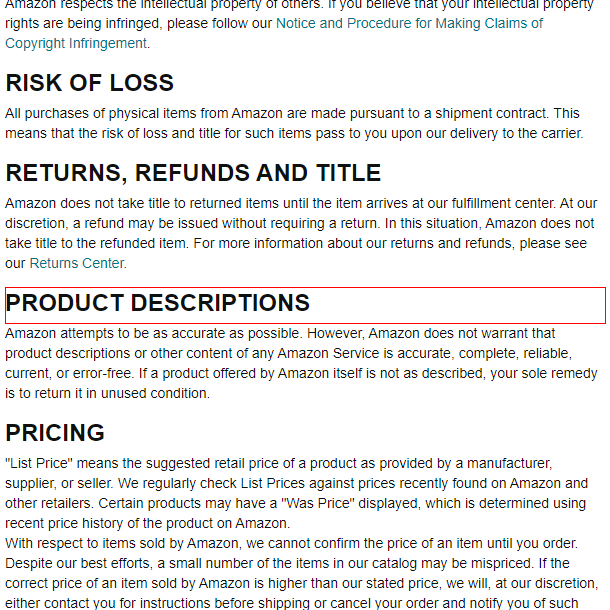 Amazon respects the intellectual property of others. If you believe that your intellectual property
rights are being infringed, please follow our Notice and Procedure for Making Claims of
Copyright Infringement.
RISK OF LOSS
All purchases of physical items from Amazon are made pursuant to a shipment contract. This
means that the risk of loss and title for such items pass to you upon our delivery to the carrier.
RETURNS, REFUNDS AND TITLE
Amazon does not take title to returned items until the item arrives at our fulfillment center. At our
discretion, a refund may be issued without requiring a return. In this situation, Amazon does not
take title to the refunded item. For more information about our returns and refunds, please see
our Returns Center.
PRODUCT DESCRIPTIONS
Amazon attempts to be as accurate as possible. However, Amazon does not warrant that
product descriptions or other content of any Amazon Service is accurate, complete, reliable,
current, or error-free. If a product offered by Amazon itself is not as described, your sole remedy
is to return it in unused condition.
PRICING
"List Price" means the suggested retail price of a product as provided by a manufacturer,
supplier, or seller. We regularly check List Prices against prices recently found on Amazon and
other retailers. Certain products may have a "Was Price" displayed, which is determined using
recent price history of the product on Amazon.
With respect to items sold by Amazon, we cannot confirm the price of an item until you order.
Despite our best efforts, a small number of the items in our catalog may be mispriced. If the
correct price of an item sold by Amazon is higher than our stated price, we will, at our discretion,
either contact you for instructions before shipping or cancel your order and notify you of such